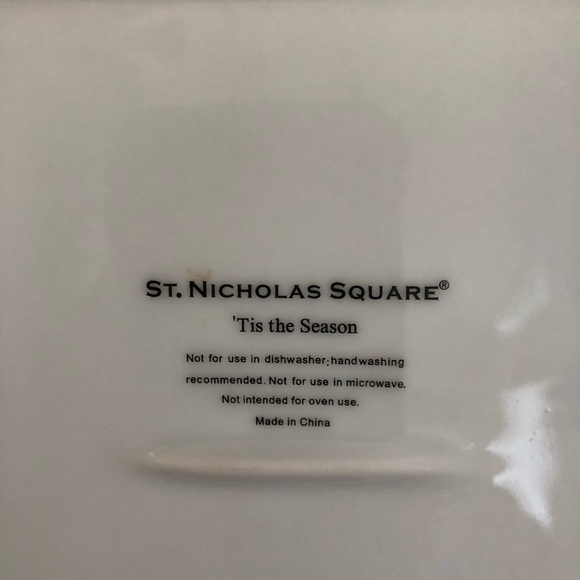 ST. NICHOLAS SQUARE®
'Tis the Season
Not for use in dishwasher; handwashing
recommended. Not for use in microwave.
Not intended for oven use.
Made in China